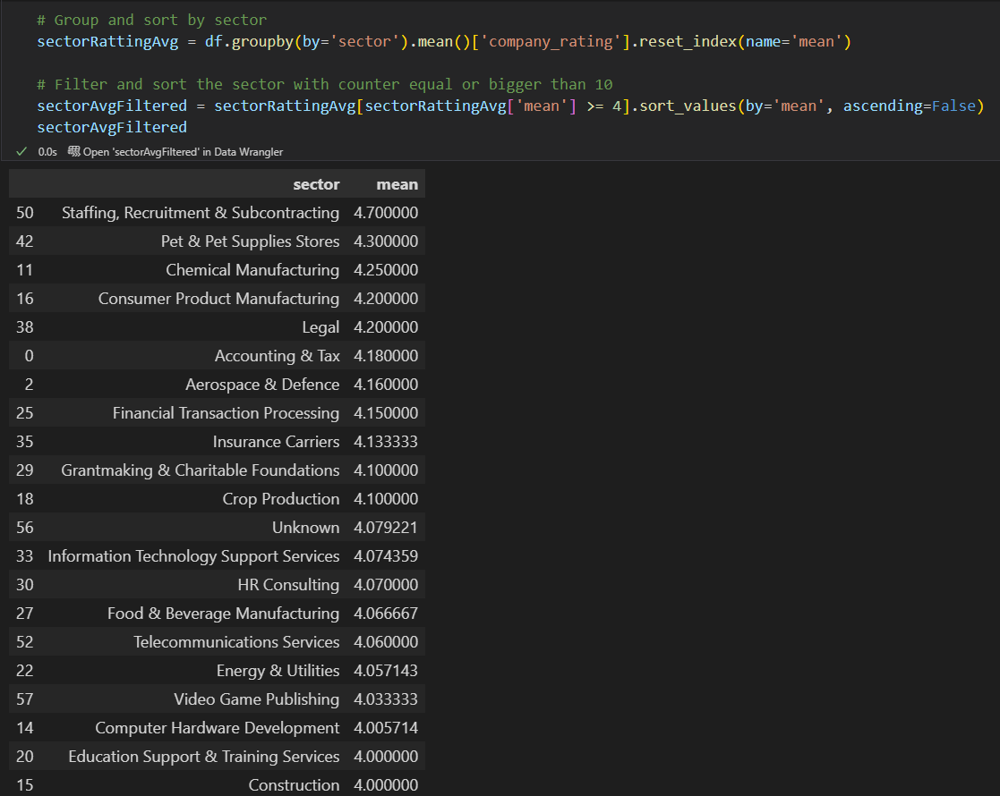 # Group and sort by sector
sectorRattingAvg = df.groupby(by='sector').mean()['company_rating'].reset_index(name='mean')
# Filter and sort the sector with counter equal or bigger than 10
sectorAvgFiltered = sectorRattingAvg[sectorRattingAvg['mean'] >= 4].sort_values(by='mean', ascending=False)
sectorAvgFiltered
✓ 0.0s Open 'sectorAvgFiltered' in Data Wrangler
sector mean
50 Staffing, Recruitment & Subcontracting 4.700000
42 Pet & Pet Supplies Stores 4.300000
11 Chemical Manufacturing 4.250000
16 Consumer Product Manufacturing 4.200000
38 Legal 4.200000
0 Accounting & Tax 4.180000
2 Aerospace & Defence 4.160000
25 Financial Transaction Processing 4.150000
35 Insurance Carriers 4.133333
29 Grantmaking & Charitable Foundations 4.100000
18 Crop Production 4.100000
56 Unknown 4.079221
33 Information Technology Support Services 4.074359
30 HR Consulting 4.070000
27 Food & Beverage Manufacturing 4.066667
52 Telecommunications Services 4.060000
22 Energy & Utilities 4.057143
57 Video Game Publishing 4.033333
14 Computer Hardware Development 4.005714
20 Education Support & Training Services 4.000000
15 Construction 4.000000